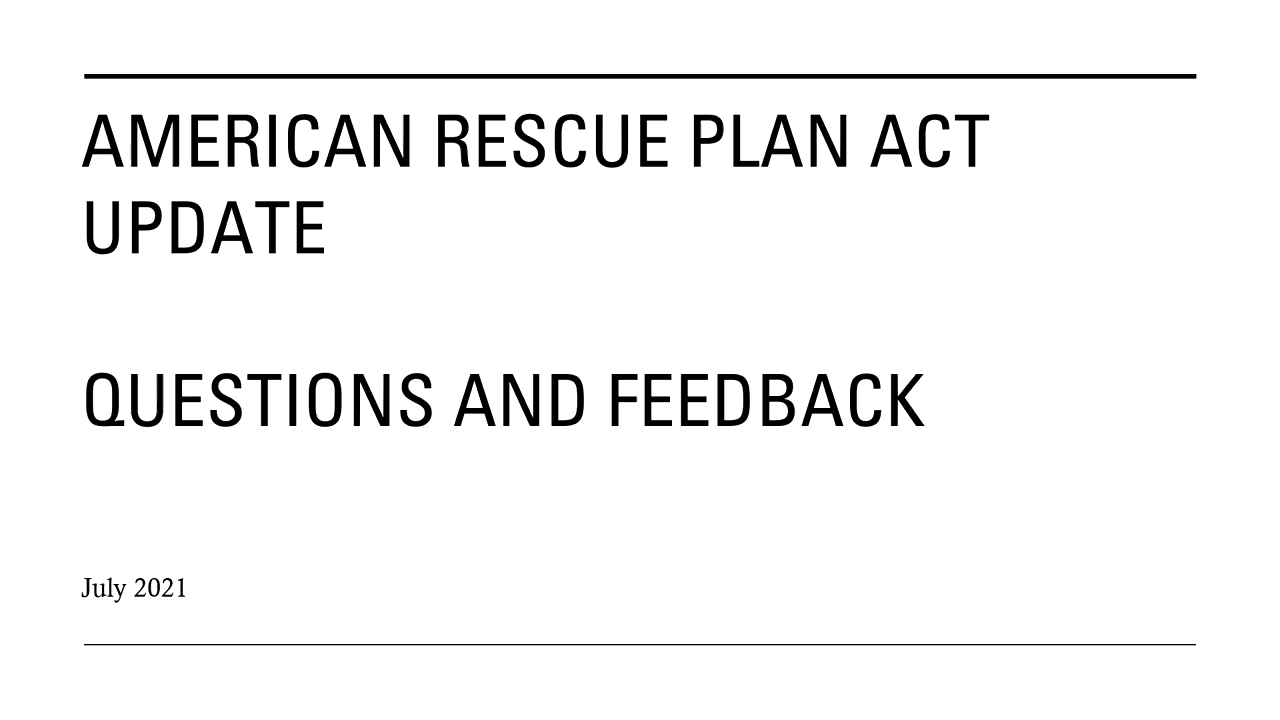 AMERICAN RESCUE PLAN ACT
UPDATE
QUESTIONS AND FEEDBACK
July 2021